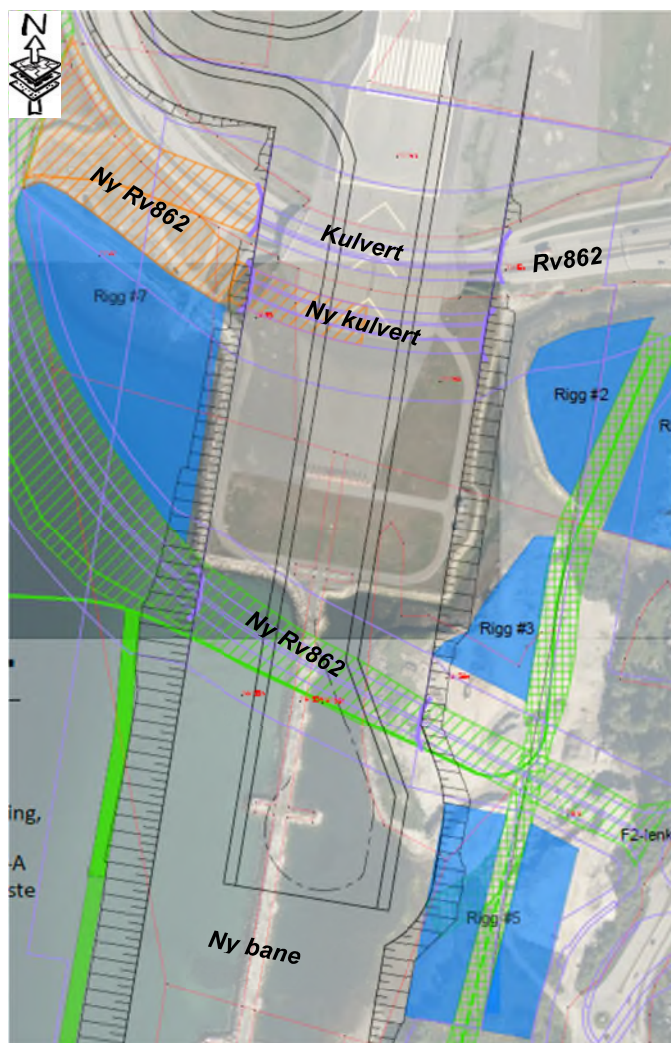 N
Ny Rv862
Kulvert
Rv862
Rigg #7
Ny kulvert
Rigg #2
R
Rigg #3
Ny Rv862
ing,
F2-lenk
-A
ste
Rigg #5
Ny bane